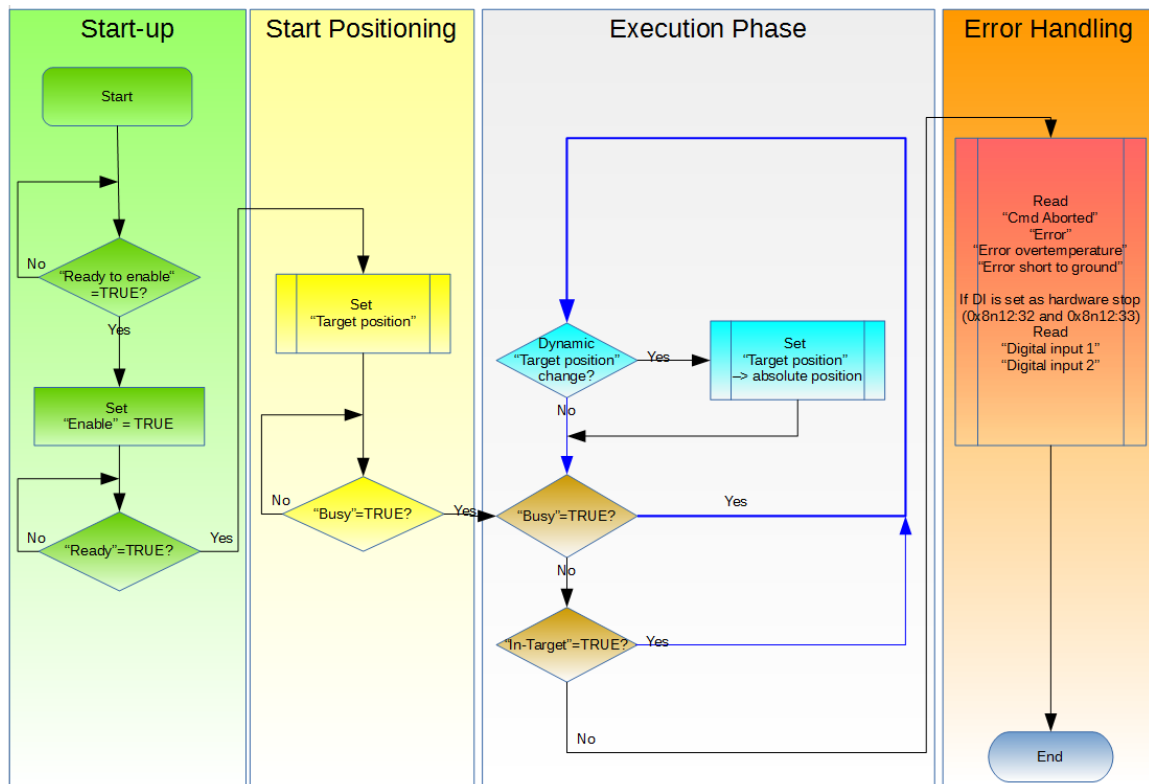 Start-up
Start
No
“Ready to enable“
=TRUE?
Yes
Set
“Enable” = TRUE
No
“Ready”=TRUE?
Yes
Start Positioning
Set
“Target position”
No
“Busy”=TRUE?
Yes
Execution Phase
Dynamic
“Target position”
change?
Yes
Set
“Target position”
–> absolute position
No
“Busy”=TRUE?
Yes
No
“In-Target”=TRUE?
Yes
No
Error Handling
Read
“Cmd Aborted”
“Error”
“Error overtemperature”
“Error short to ground”
If DI is set as hardware stop
(0x8n12:32 and 0x8n12:33)
Read
“Digital input 1”
“Digital input 2”
End